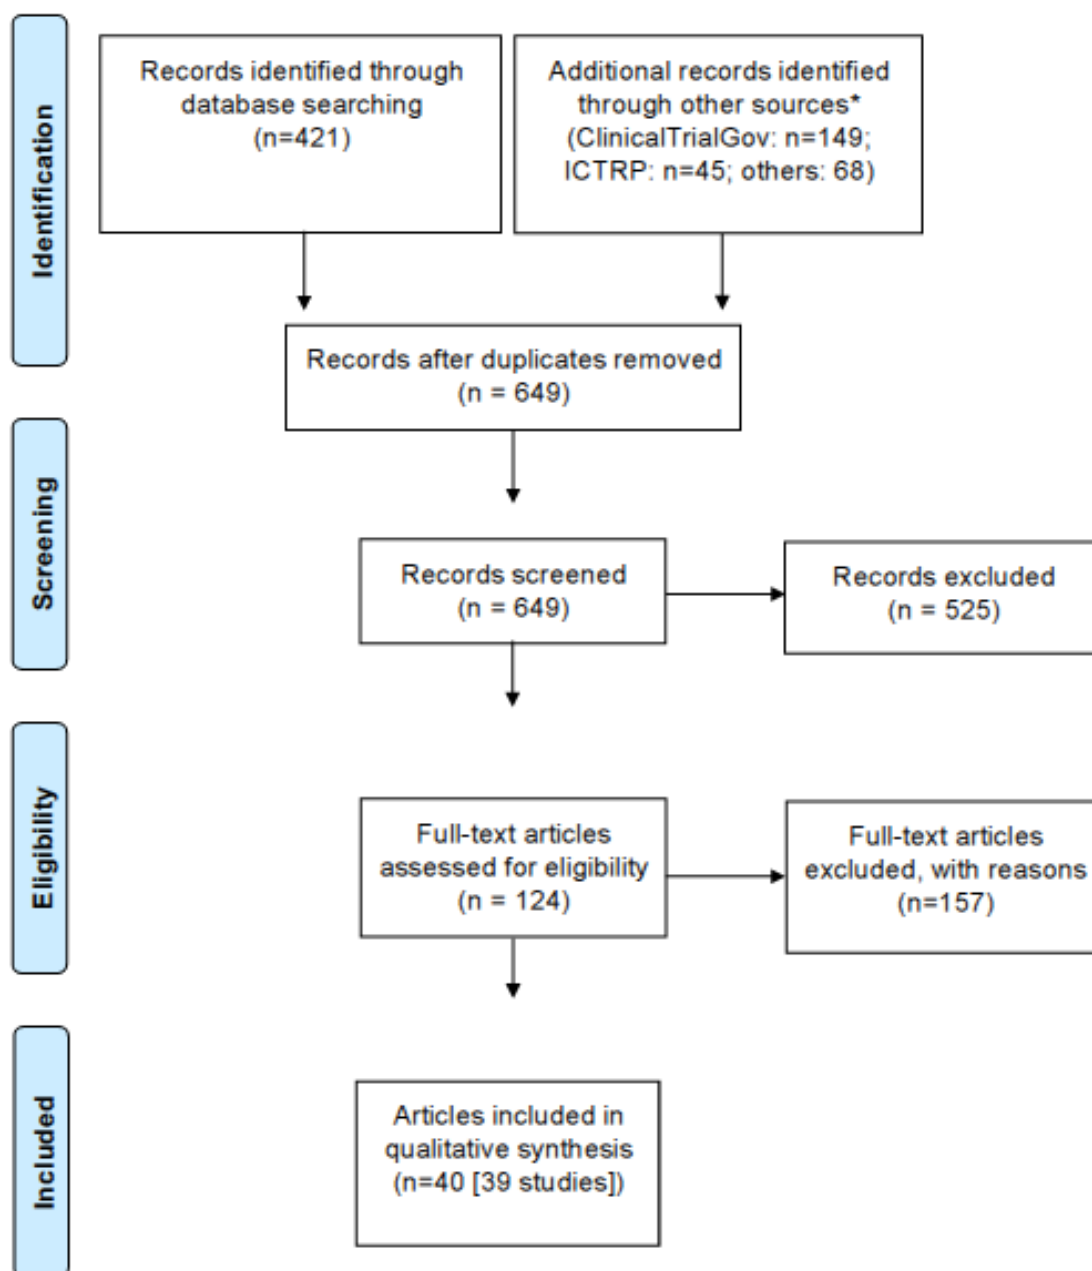 Identification
Records identified through
database searching
(n=421)
Additional records identified
through other sources*
(ClinicalTrialGov: n=149;
ICTRP: n=45; others: 68)
Records after duplicates removed
(n = 649)
Screening
Records screened
(n = 649)
Records excluded
(n = 525)
Eligibility
Full-text articles
assessed for eligibility
(n = 124)
Full-text articles
excluded, with reasons
(n=157)
Included
Articles included in
qualitative synthesis
(n=40 [39 studies])